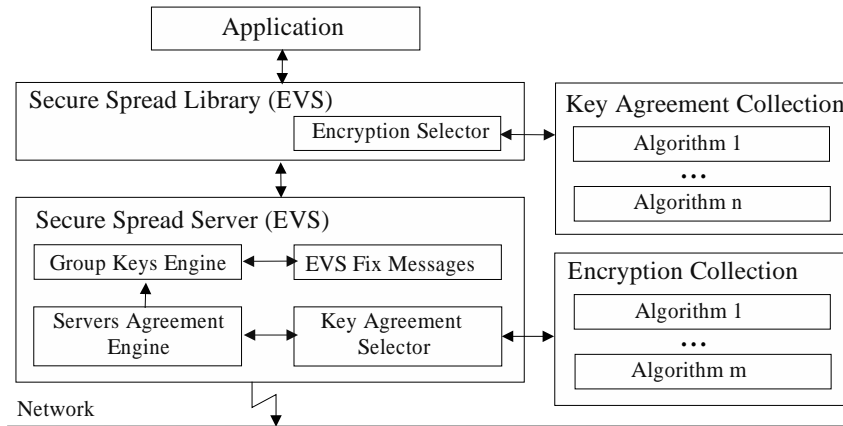 Application
Secure Spread Library (EVS)
Encryption Selector
Key Agreement Collection
Algorithm 1
...
Algorithm n
Secure Spread Server (EVS)
Group Keys Engine
EVS Fix Messages
Servers Agreement
Engine
Key Agreement
Selector
Encryption Collection
Algorithm 1
...
Algorithm m
Network